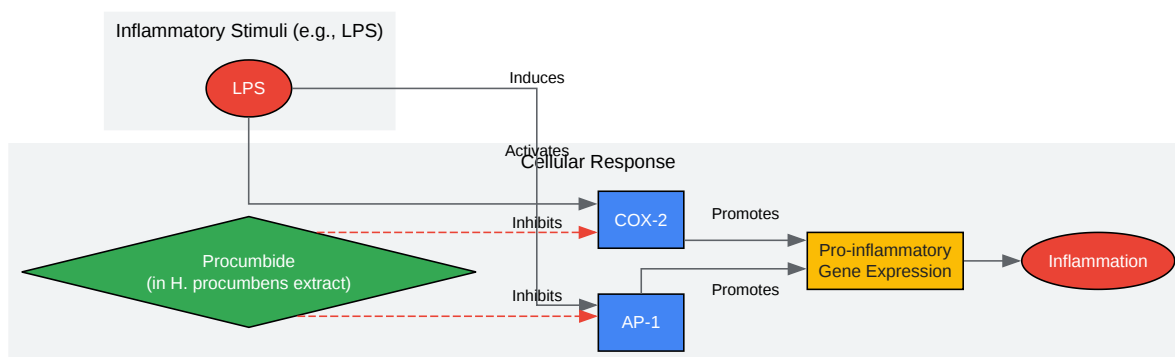 Inflammatory Stimuli (e.g., LPS)
LPS
Induces
Activates
Cellular Response
COX-2
Promotes
Inhibits
Procumbide
(in H. procumbens extract)
Pro-inflammatory
Gene Expression
Inflammation
Inhibits
Promotes
AP-1